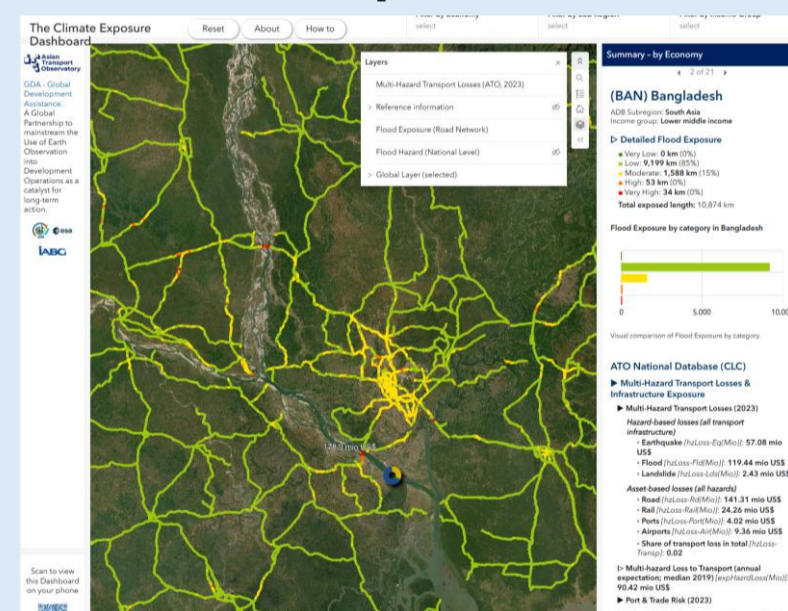 The Climate Exposure
Dashboard
Reset
About
How to
select
select
select
Asian
Transport
Observatory
GDA - Global
Development
Assistance.
A Global
Partnership to
mainstream the
Use of Earth
Observation
into
Development
Operations as a
catalyst for
long-term
action.
esa
IABG
Scan to view
this Dashboard
on your phone
Layers
Multi-Hazard Transport Losses (ATO, 2023)
Reference information
Flood Exposure (Road Network)
Flood Hazard (National Level)
Global Layer (selected)
Summary - by Economy
2 of 21
(BAN) Bangladesh
ADB Subregion: South Asia
Income group: Lower middle income
Detailed Flood Exposure
Very Low: 0 km (0%)
Low: 9,199 km (85%)
Moderate: 1,588 km (15%)
High: 53 km (0%)
Very High: 34 km (0%)
Total exposed length: 10,874 km
Flood Exposure by category in Bangladesh
0 5,000 10,00
Visual comparison of Flood Exposure by category.
ATO National Database (CLC)
Multi-Hazard Transport Losses &
Infrastructure Exposure
Multi-Hazard Transport Losses (2023)
Hazard-based losses (all transport
infrastructure)
• Earthquake [hzLoss-Eq(Mio)]: 57.08 mio
US$
• Flood [hzLoss-Fld(Mio)]: 119.44 mio US$
• Landslide [hzLoss-Lds(Mio)]: 2.43 mio US$
Asset-based losses (all hazards)
• Road [hzLoss-Rd(Mio)]: 141.31 mio US$
• Rail [hzLoss-Rail(Mio)]: 24.26 mio US$
• Ports [hzLoss-Port(Mio)]: 4.02 mio US$
• Airports [hzLoss-Air(Mio)]: 9.36 mio US$
• Share of transport loss in total [hzLoss-
Transp]: 0.02
Multi-hazard Loss to Transport (annual
expectation; median 2019) [expHazrdLoss(Mio)]:
90.42 mio US$
Port & Trade Risk (2023)